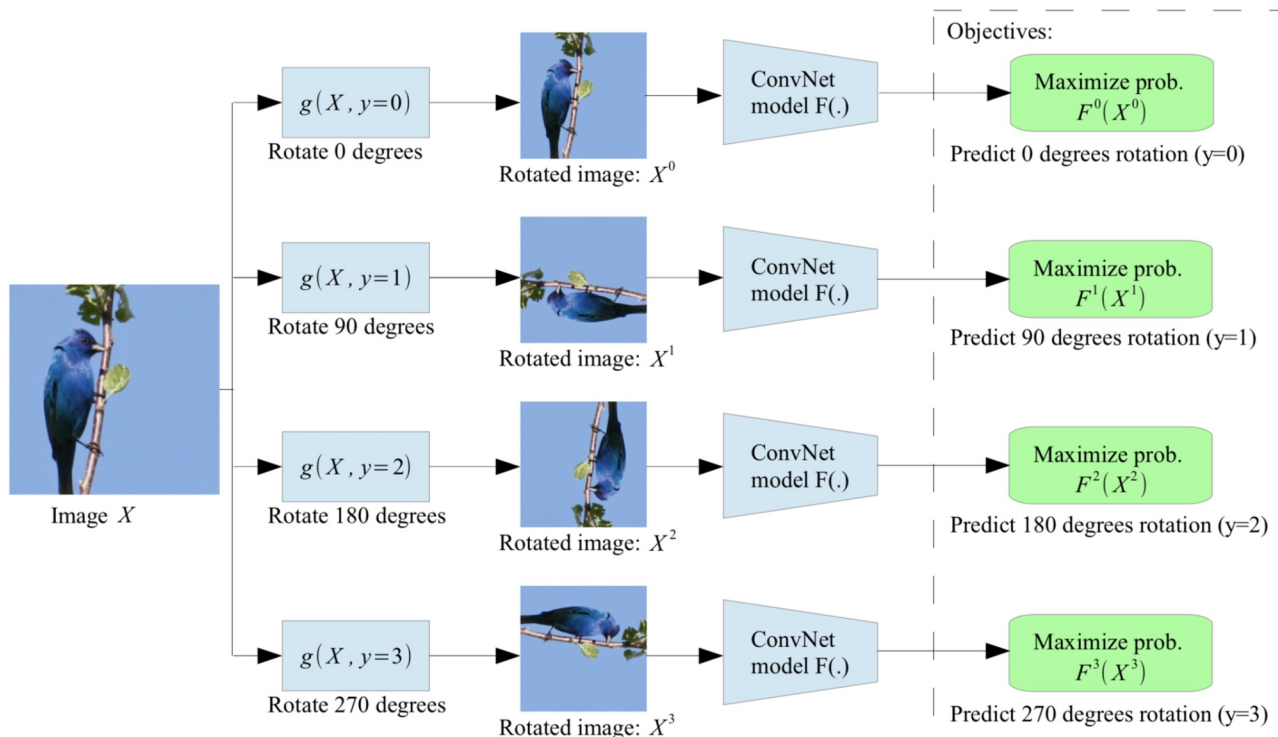 Objectives:
g(X, y=0)
Rotate 0 degrees
Rotated image: X⁰
ConvNet
model F(.)
Maximize prob.
F⁰(X⁰)
Predict 0 degrees rotation (y=0)
g(X, y=1)
Rotate 90 degrees
Rotated image: X¹
ConvNet
model F(.)
Maximize prob.
F¹(X¹)
Predict 90 degrees rotation (y=1)
Image X
g(X, y=2)
Rotate 180 degrees
Rotated image: X²
ConvNet
model F(.)
Maximize prob.
F²(X²)
Predict 180 degrees rotation (y=2)
g(X, y=3)
Rotate 270 degrees
Rotated image: X³
ConvNet
model F(.)
Maximize prob.
F³(X³)
Predict 270 degrees rotation (y=3)